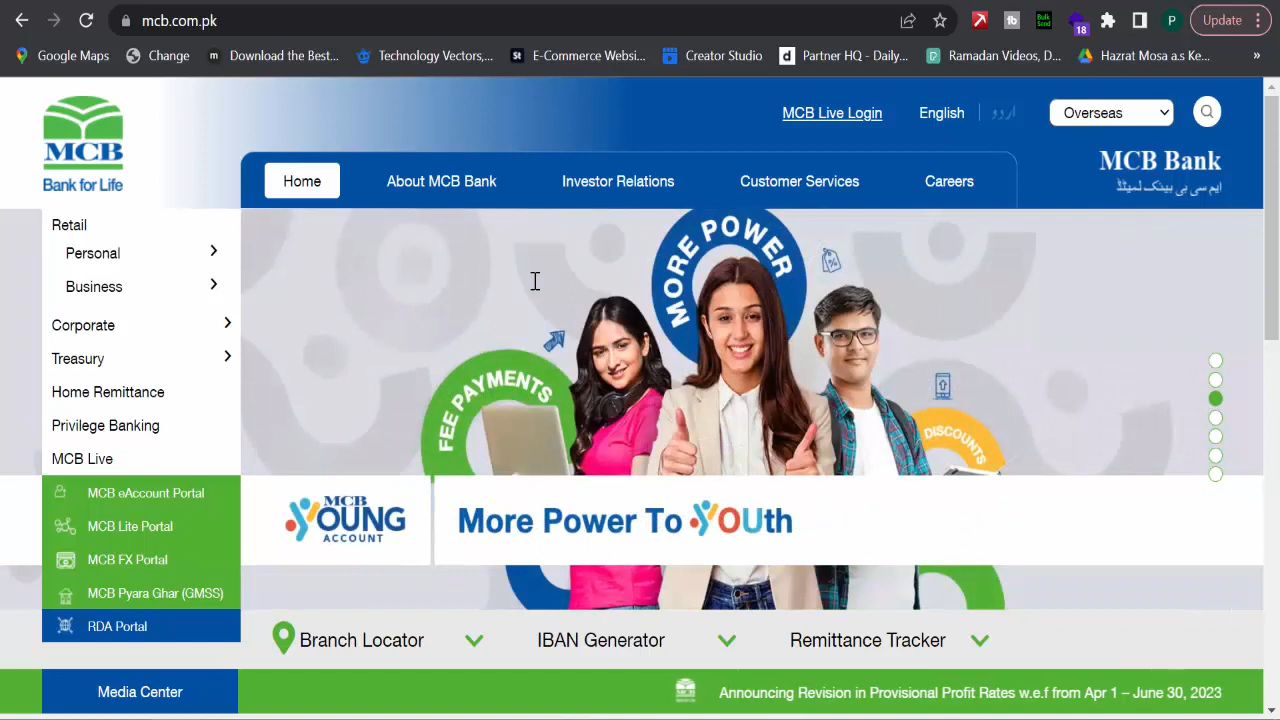 mcb.com.pk
Update
18
P
Bulk Send
tb
Google Maps
Change
Download the Best...
Technology Vectors,...
E-Commerce Websi...
Creator Studio
Partner HQ - Daily...
Ramadan Videos, D...
Hazrat Mosa a.s Ke...
»
MCB
Bank for Life
MCB Live Login
English
اردو
Overseas
MCB Bank
ایم سی بی بینک لمیٹڈ
Home
About MCB Bank
Investor Relations
Customer Services
Careers
Retail
Personal
Business
Corporate
Treasury
Home Remittance
Privilege Banking
MCB Live
MCB eAccount Portal
MCB Lite Portal
MCB FX Portal
MCB Pyara Ghar (GMSS)
RDA Portal
MORE POWER
FEE PAYMENTS
DISCOUNTS
MCB
YOUNG
ACCOUNT
More Power To YOUth
Branch Locator
IBAN Generator
Remittance Tracker
Media Center
Announcing Revision in Provisional Profit Rates w.e.f from Apr 1 – June 30, 2023